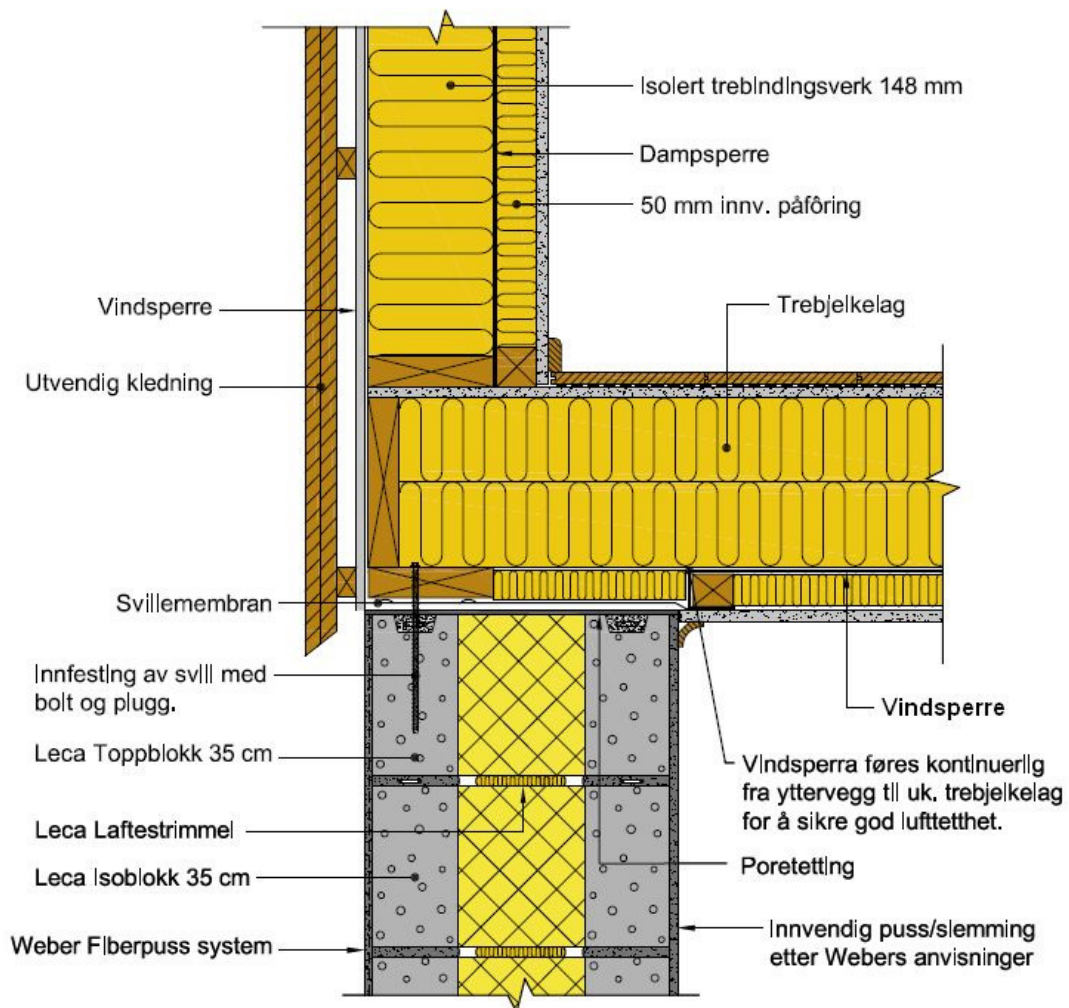 Isolert trebindingsverk 148 mm
Dampsperre
50 mm innv. påfôring
Trebjelkelag
Vindsperre
Utvendig kledning
Svillemembran
Innfesting av svill med
bolt og plugg.
Leca Toppblokk 35 cm
Leca Laftestrimmel
Leca Isoblokk 35 cm
Weber Fiberpuss system
Vindsperre
Vindsperra føres kontinuerlig
fra yttervegg til uk. trebjelkelag
for å sikre god lufttetthet.
Poretetting
Innvendig puss/slemming
etter Webers anvisninger